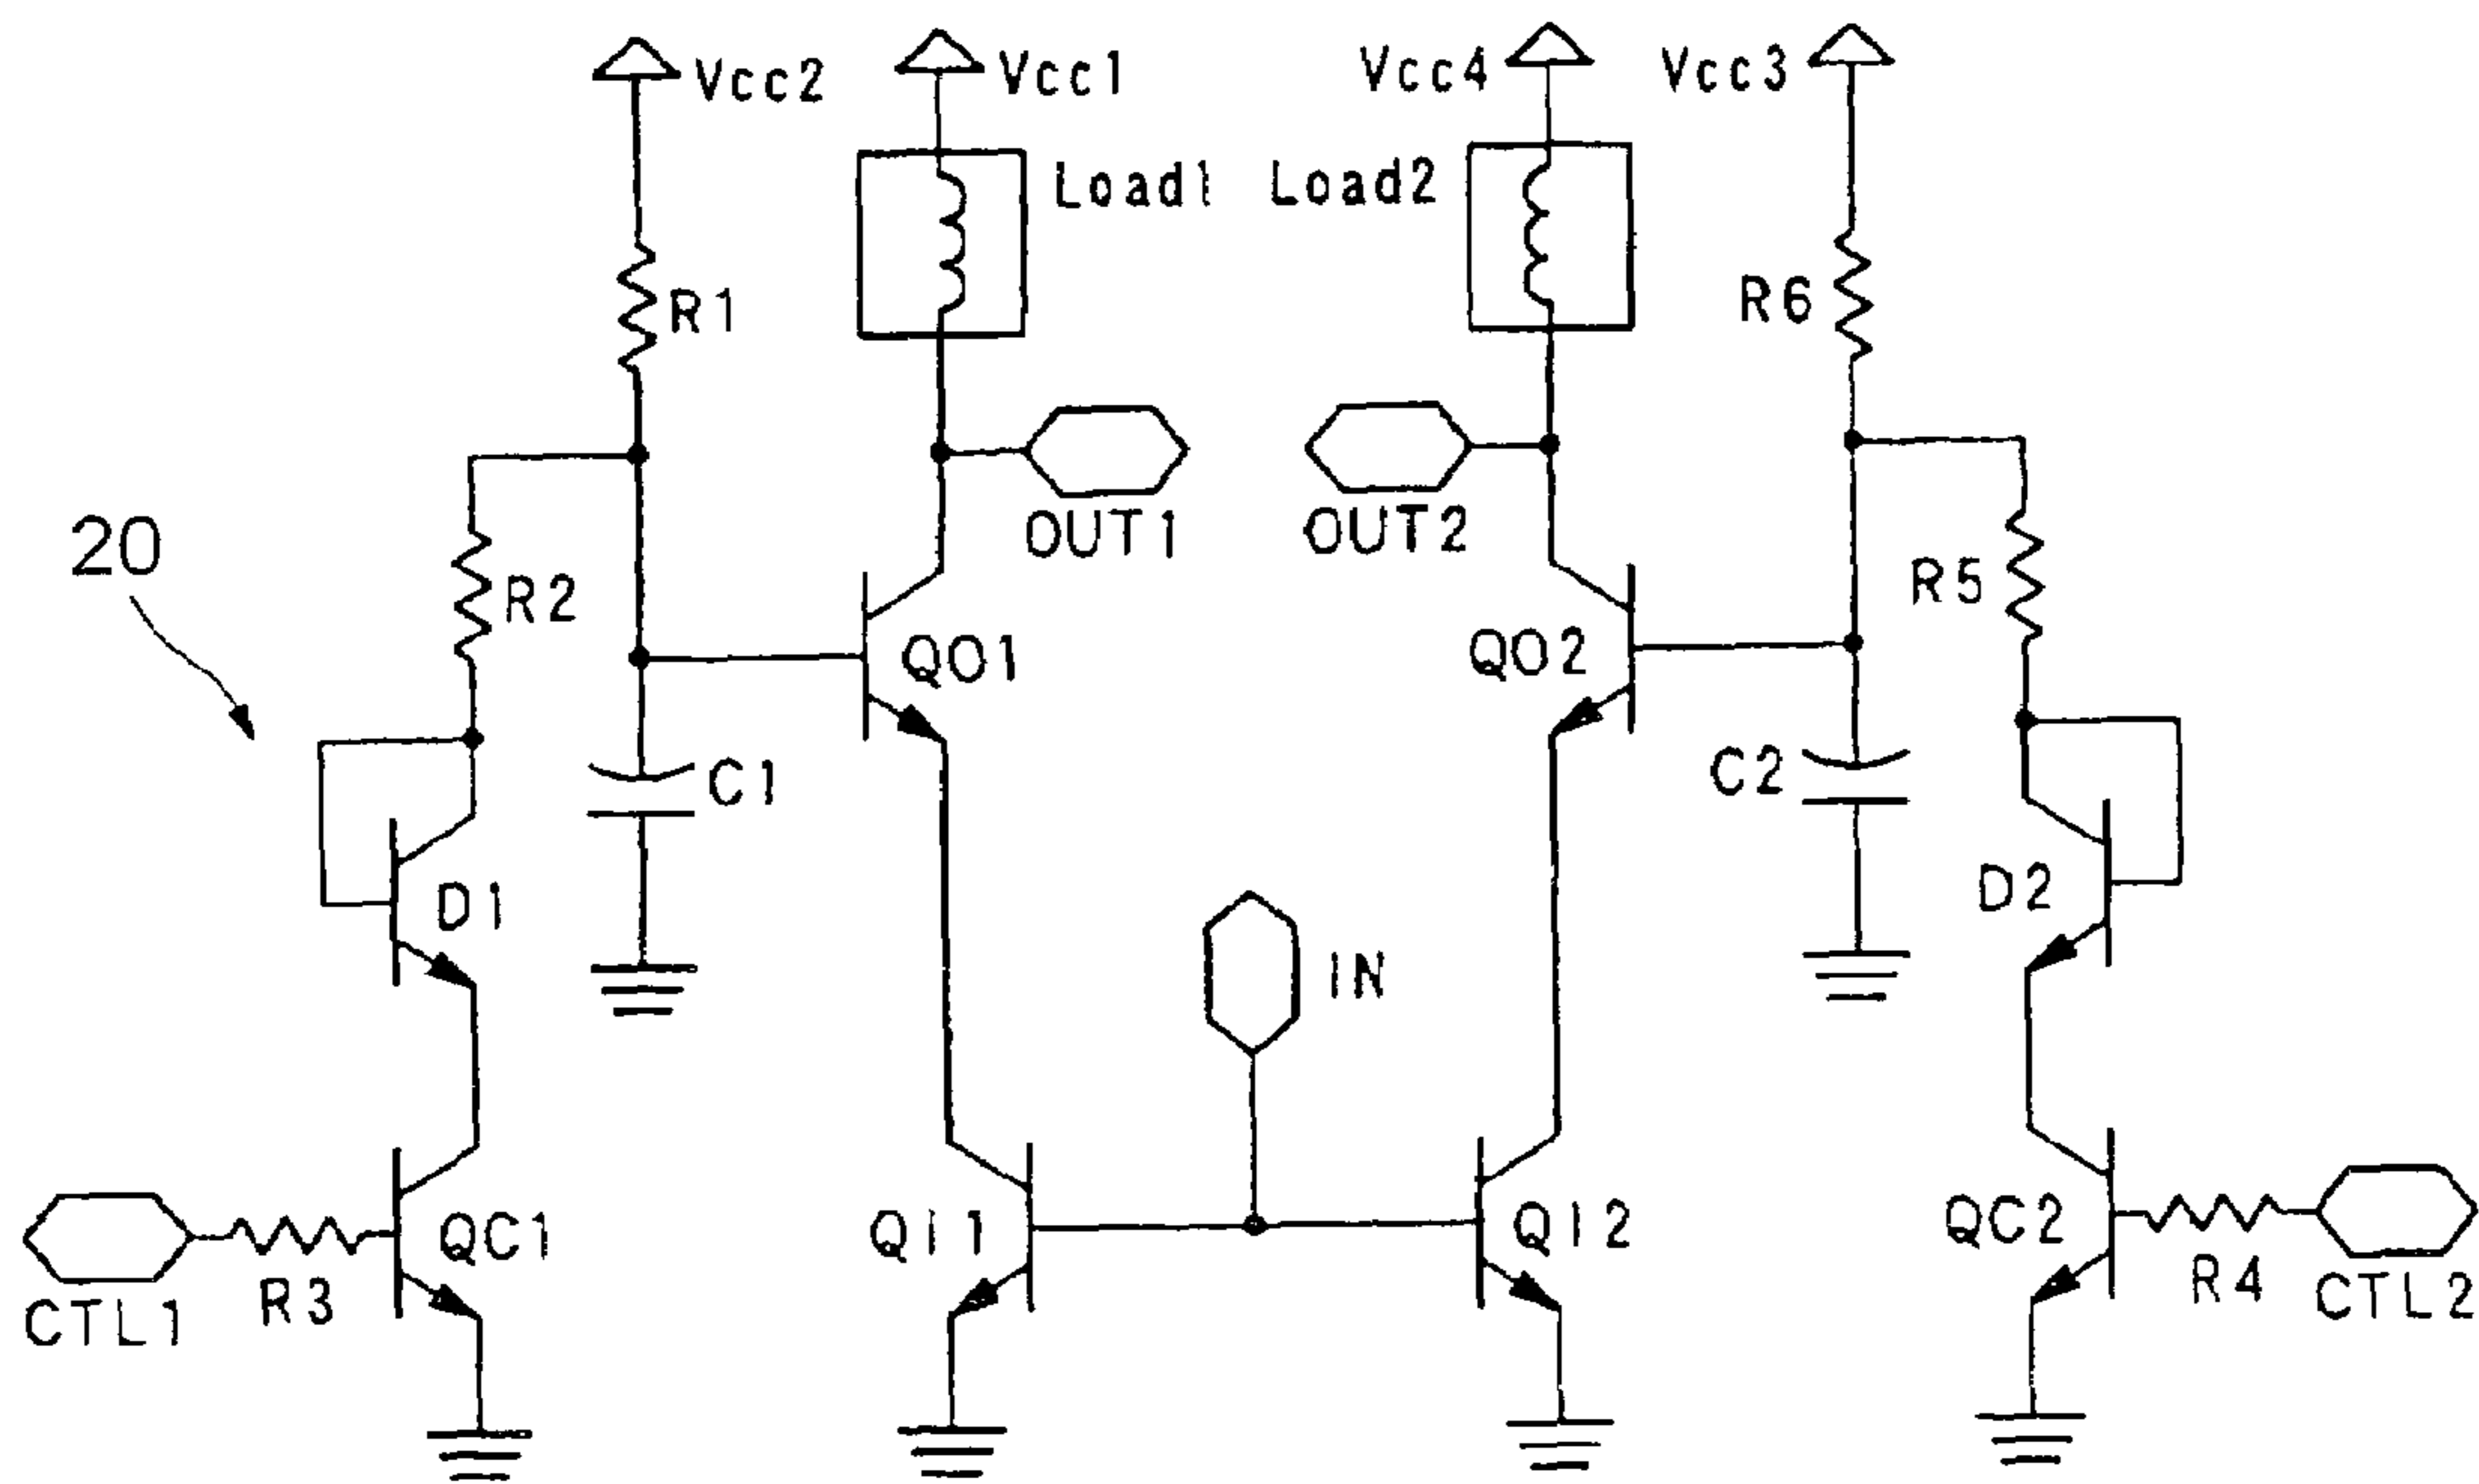 Vcc2
Vcc1
Vcc4
Vcc3
Load1
Load2
R1
R6
20
R2
OUT1
OUT2
R5
QO1
QO2
C1
C2
D1
IN
D2
CTL1
R3
QC1
QI1
QI2
QC2
R4
CTL2